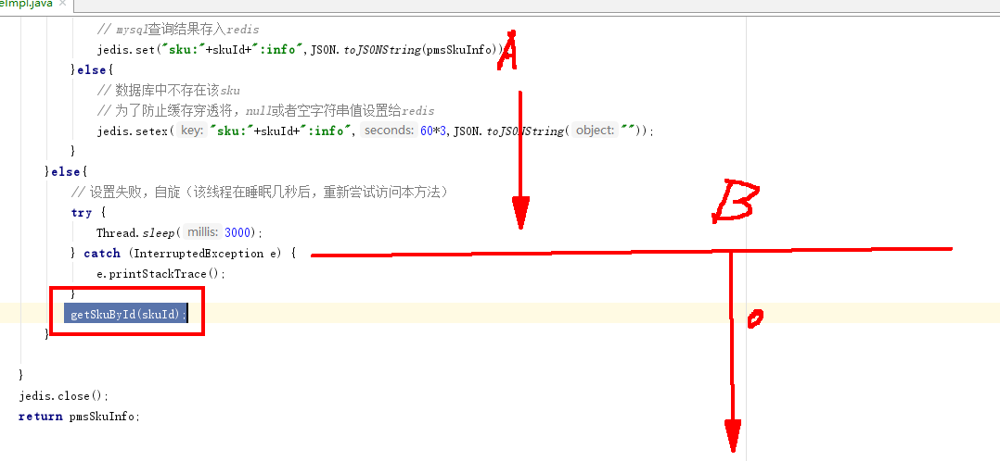 eImpl.java ×
// mysql查询结果存入redis
jedis.set("sku:"+skuId+":info",JSON.toJSONString(pmsSkuInfo))
A
}else{
// 数据库中不存在该sku
// 为了防止缓存穿透将，null或者空字符串值设置给redis
jedis.setex( key: "sku:"+skuId+":info", seconds: 60*3,JSON.toJSONString( object: ""));
}
}else{
// 设置失败，自旋（该线程在睡眠几秒后，重新尝试访问本方法）
B
try {
Thread.sleep( millis: 3000);
} catch (InterruptedException e) {
e.printStackTrace();
}
getSkuById(skuId);
}
}
jedis.close();
return pmsSkuInfo;